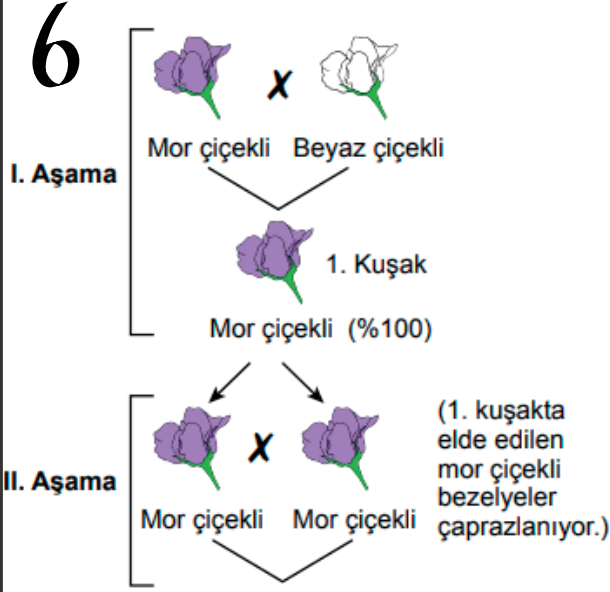 6
X
Mor çiçekli Beyaz çiçekli
I. Aşama
1. Kuşak
Mor çiçekli (%100)
X
II. Aşama
Mor çiçekli Mor çiçekli
(1. kuşakta
elde edilen
mor çiçekli
bezelyeler
çaprazlanıyor.)